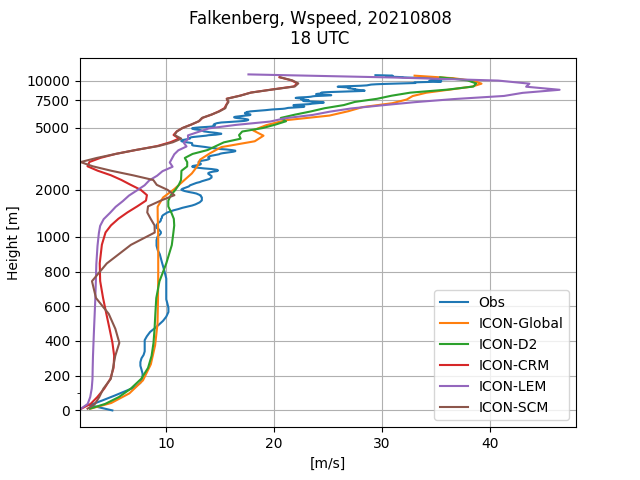 Falkenberg, Wspeed, 20210808
18 UTC
10000
7500
5000
2000
1000
800
600
400
200
0
Height [m]
10
20
30
40
[m/s]
Obs
ICON-Global
ICON-D2
ICON-CRM
ICON-LEM
ICON-SCM